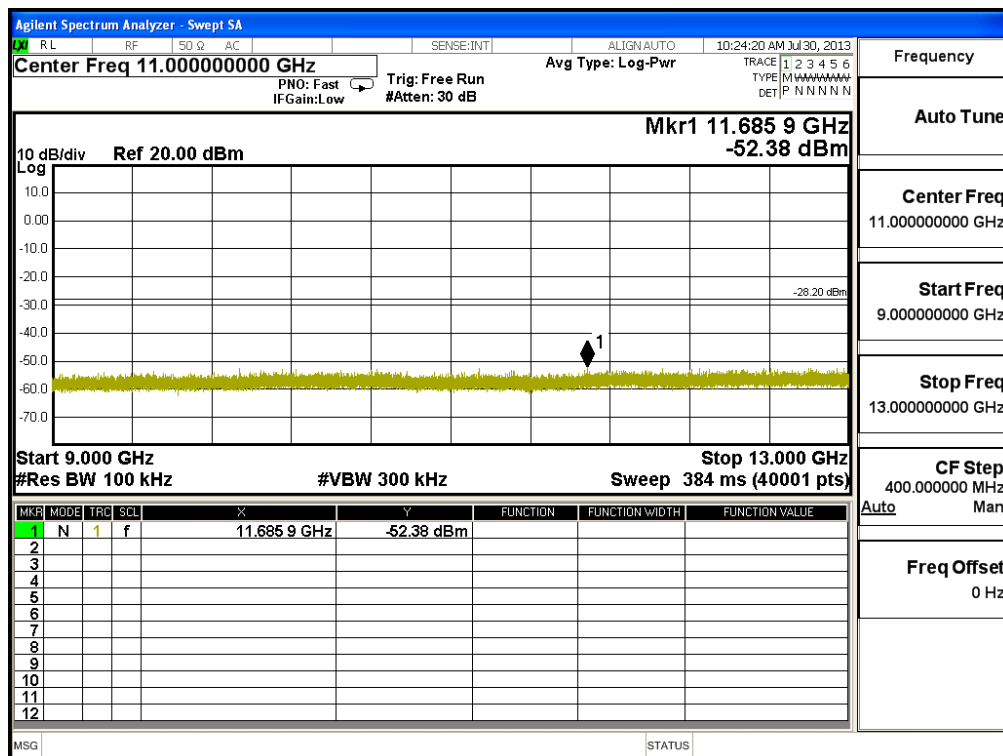 Agilent Spectrum Analyzer - Swept SA
LXI RL RF 50 Ω AC SENSE:INT ALIGN AUTO 10:24:20 AM Jul 30, 2013
Center Freq 11.000000000 GHz
PNO: Fast
IFGain:Low
Trig: Free Run
#Atten: 30 dB
Avg Type: Log-Pwr
TRACE 1 2 3 4 5 6
TYPE M WWWWW
DET P N N N N N
Mkr1 11.685 9 GHz
-52.38 dBm
10 dB/div Ref 20.00 dBm
Log
10.0
0.00
-10.0
-20.0
-28.20 dBm
-30.0
-40.0
1
-50.0
-60.0
-70.0
Start 9.000 GHz Stop 13.000 GHz
#Res BW 100 kHz #VBW 300 kHz Sweep 384 ms (40001 pts)
MKR MODE TRC SCL X Y FUNCTION FUNCTION WIDTH FUNCTION VALUE
1 N 1 f 11.685 9 GHz -52.38 dBm
2
3
4
5
6
7
8
9
10
11
12
MSG STATUS
Frequency
Auto Tune
Center Freq
11.000000000 GHz
Start Freq
9.000000000 GHz
Stop Freq
13.000000000 GHz
CF Step
400.000000 MHz
Auto Man
Freq Offset
0 Hz